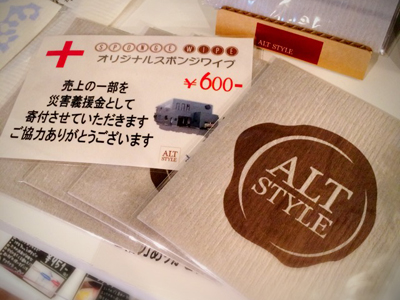 SPONGE WIPE
オリジナルスポンジワイプ
¥600-
売上の一部を
災害義援金として
寄付させていただきます
ご協力ありがとうございます
ALT
STYLE
ALT STYLE
ALT
STYLE